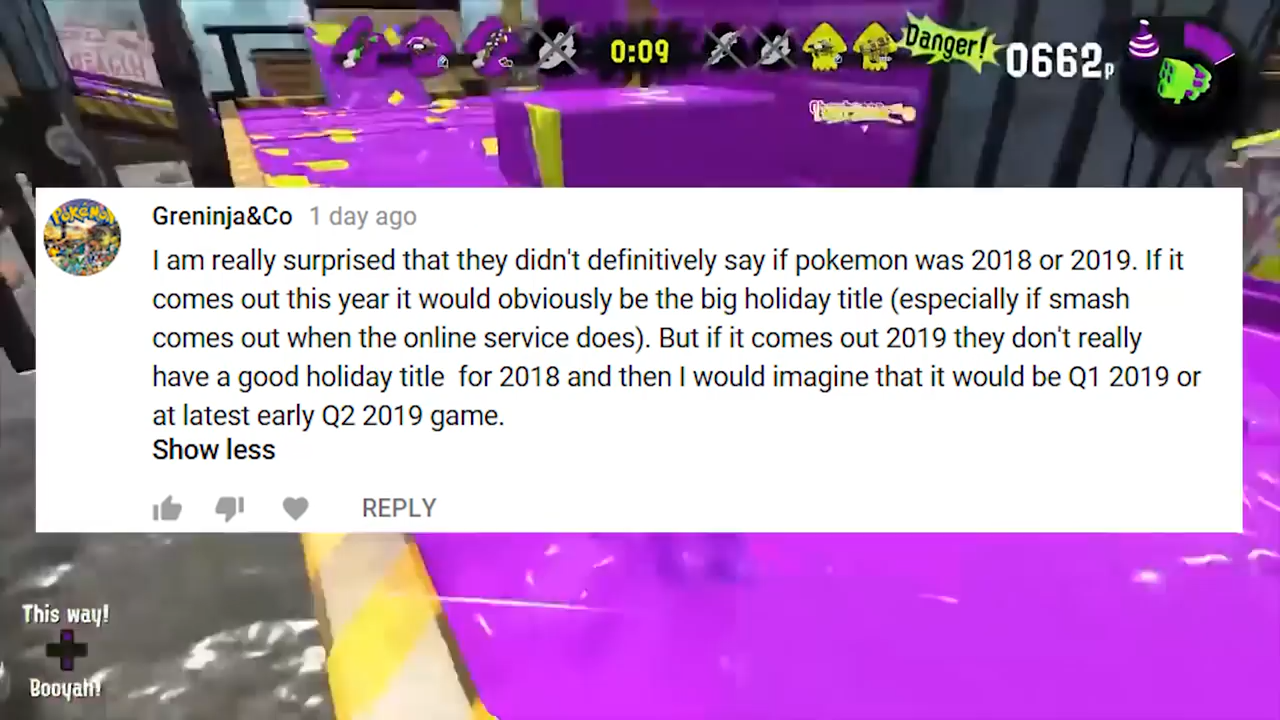 0:09
Danger!
0662p
Greninja&Co 1 day ago
I am really surprised that they didn't definitively say if pokemon was 2018 or 2019. If it
comes out this year it would obviously be the big holiday title (especially if smash
comes out when the online service does). But if it comes out 2019 they don't really
have a good holiday title for 2018 and then I would imagine that it would be Q1 2019 or
at latest early Q2 2019 game.
Show less
REPLY
This way!
Booyah!